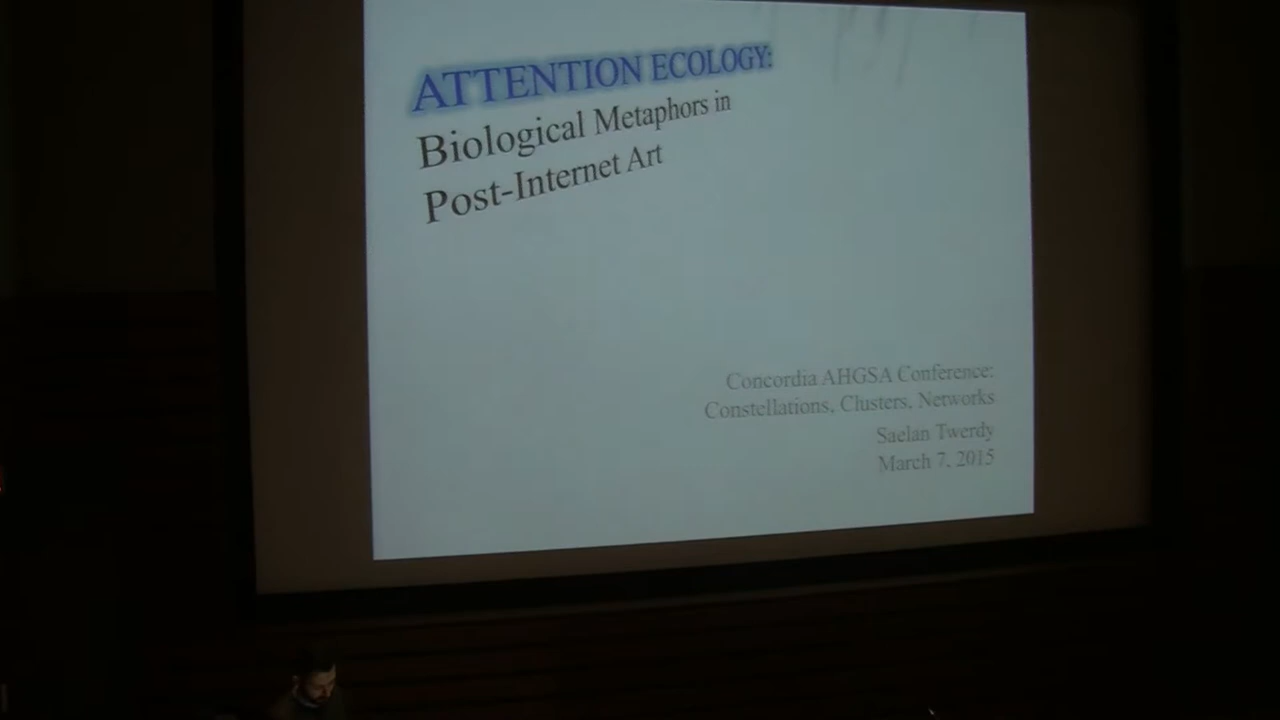 ATTENTION ECOLOGY:
Biological Metaphors in
Post-Internet Art
Concordia AHGSA Conference:
Constellations, Clusters, Networks
Saelan Twerdy
March 7, 2015